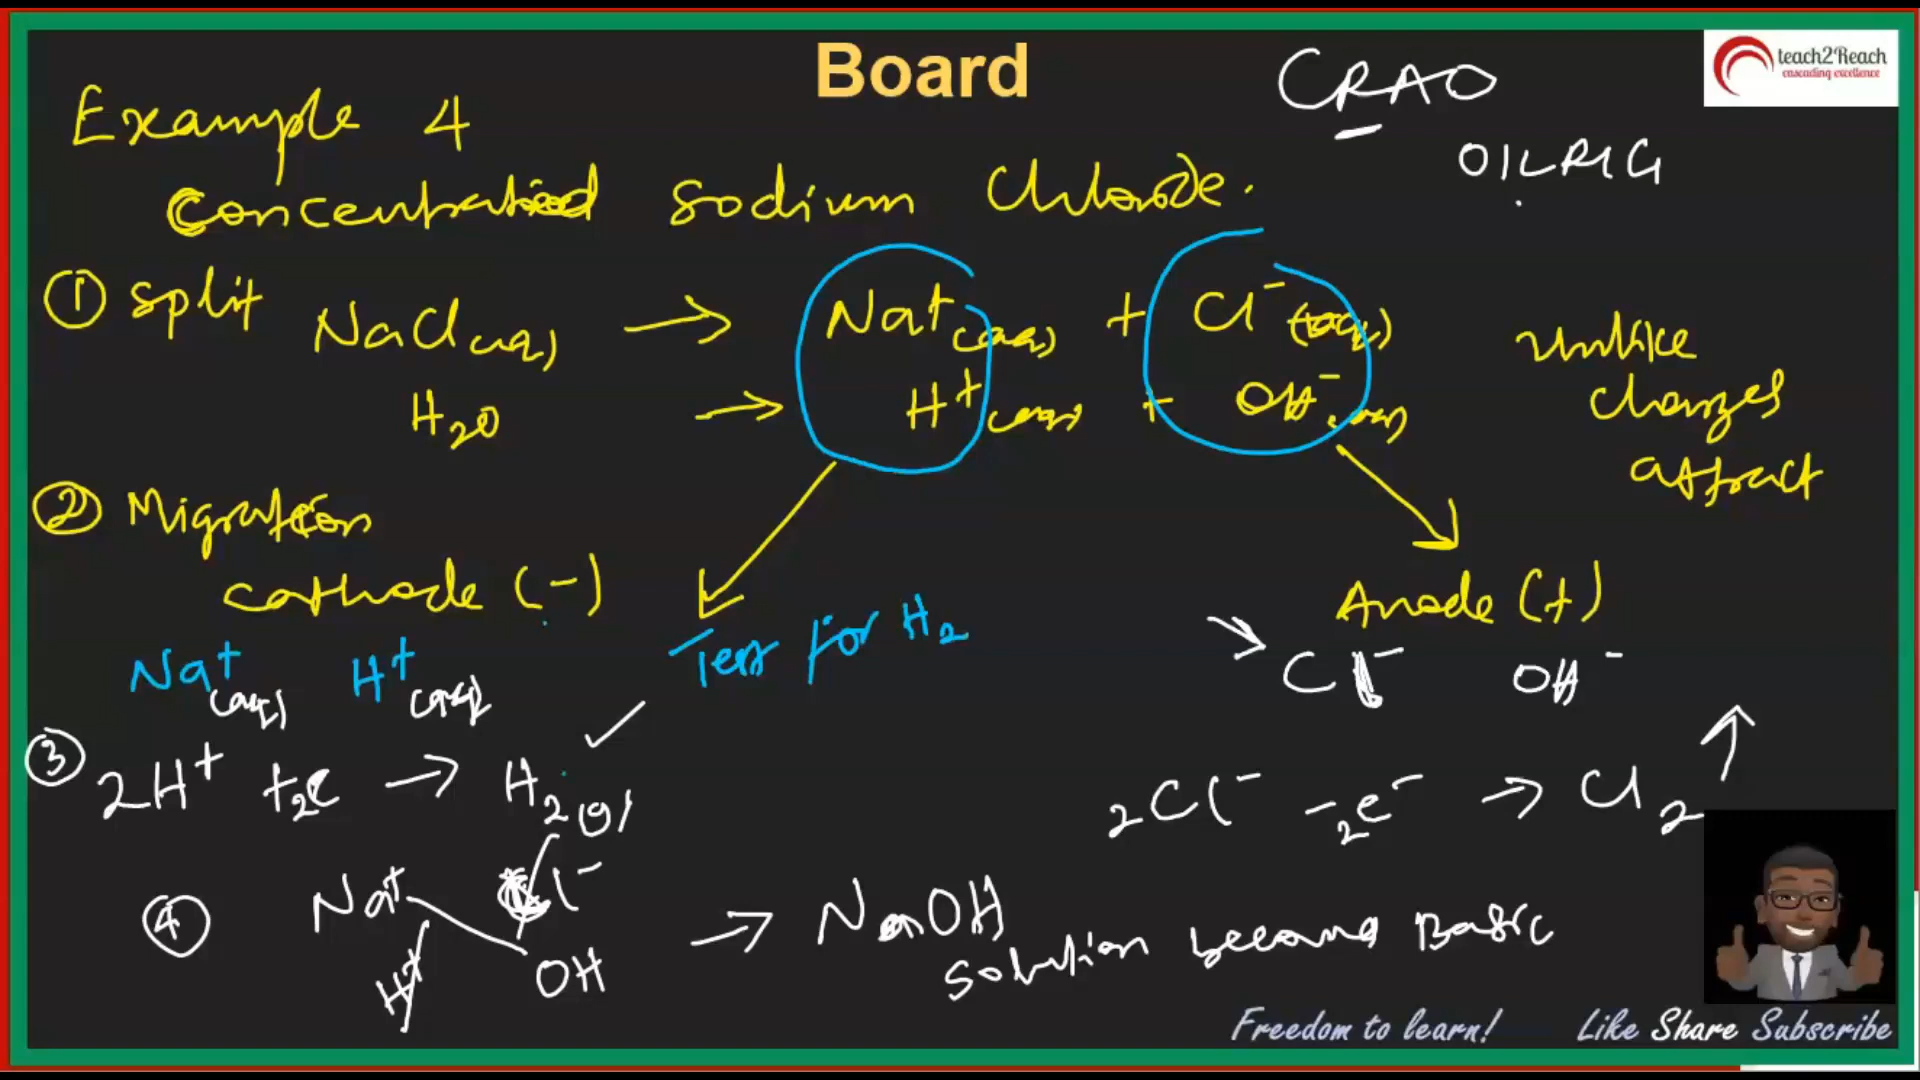 Board
teach2Reach
cascading excellence
CRAO
OILRIG
Example 4
Concentrated sodium Chloride.
① split NaCl(aq) → Na+(aq) + Cl-(aq)
H2O → H+(aq) + OH-(aq)
unlike
charges
attract
② Migration
cathode (-)
Anode (+)
Na+(aq) H+(aq)
Test for H2
Cl- OH-
③ 2H+ +2e → H2(g)
2Cl- -2e- → Cl2
④ Na+ Cl-
H+ OH
→ NaOH
solution became Basic
Freedom to learn! Like Share Subscribe